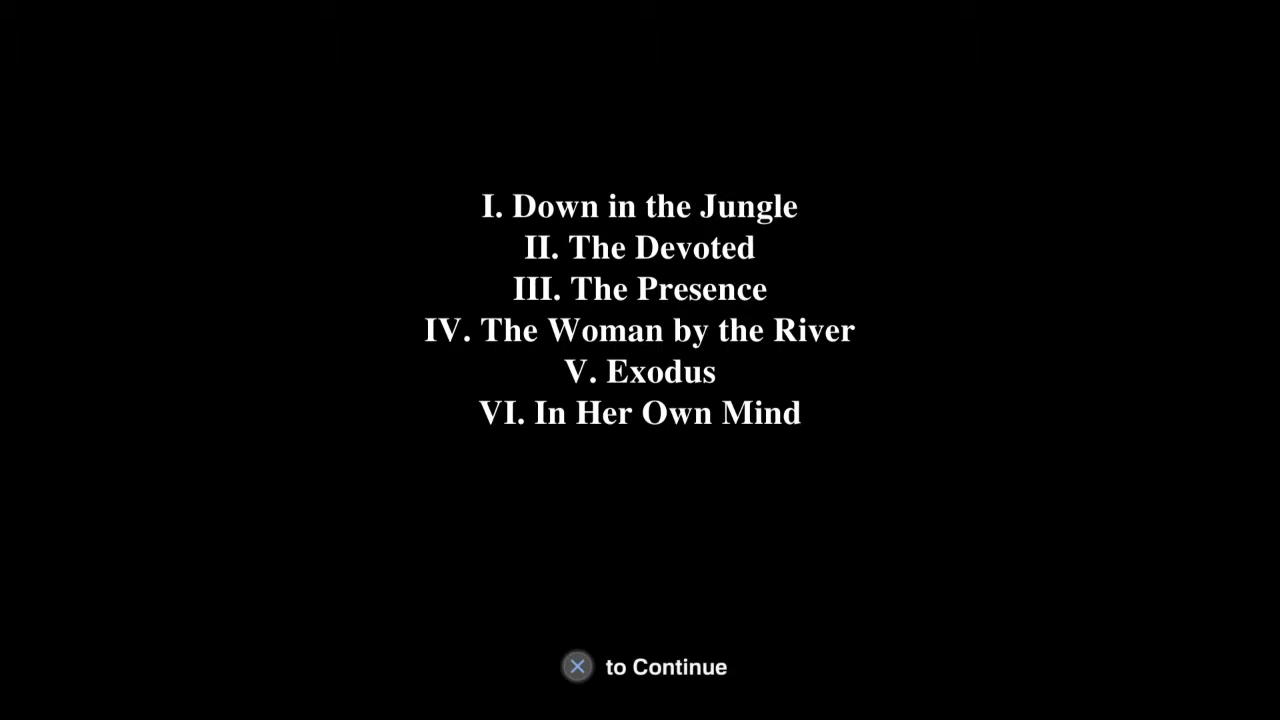 I. Down in the Jungle
II. The Devoted
III. The Presence
IV. The Woman by the River
V. Exodus
VI. In Her Own Mind
to Continue